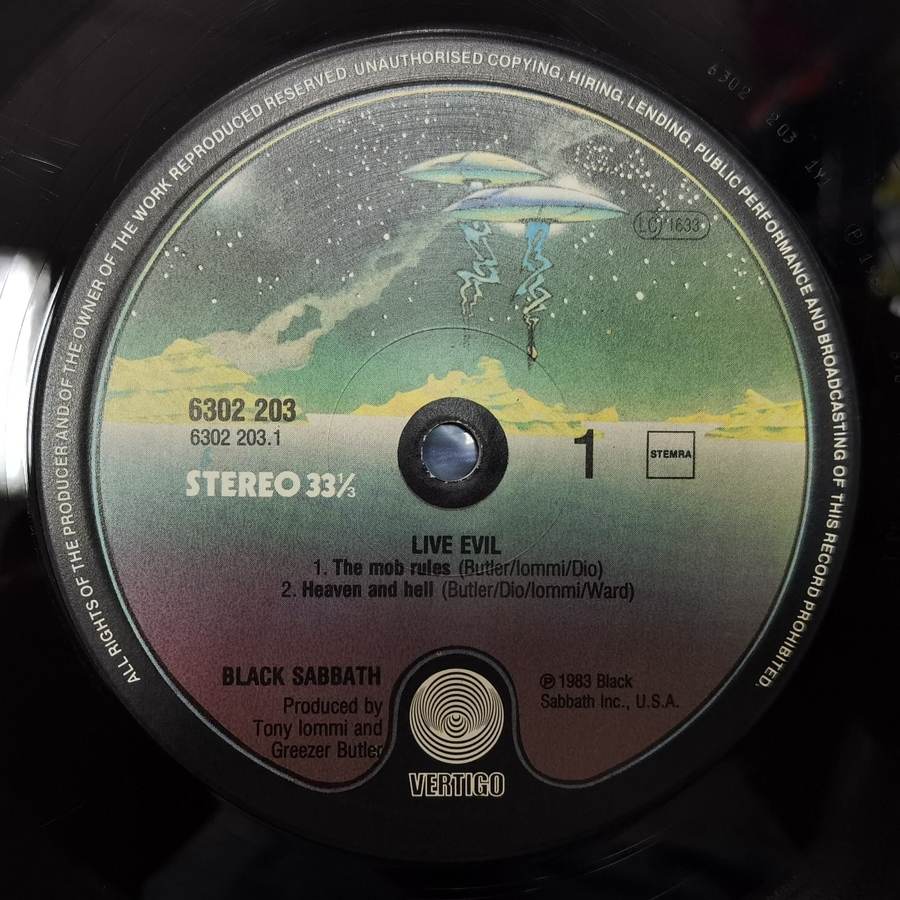 ALL RIGHTS OF THE PRODUCER AND OF THE OWNER OF THE WORK REPRODUCED RESERVED. UNAUTHORISED COPYING, HIRING, LENDING, PUBLIC PERFORMANCE AND BROADCASTING OF THIS RECORD PROHIBITED.
6302 203 1Y
LC 1633
6302 203
6302 203.1
STEREO 33⅓
1
STEMRA
LIVE EVIL
1. The mob rules (Butler/Iommi/Dio)
2. Heaven and hell (Butler/Dio/Iommi/Ward)
BLACK SABBATH
Produced by
Tony Iommi and
Greezer Butler
℗ 1983 Black
Sabbath Inc., U.S.A.
VERTIGO